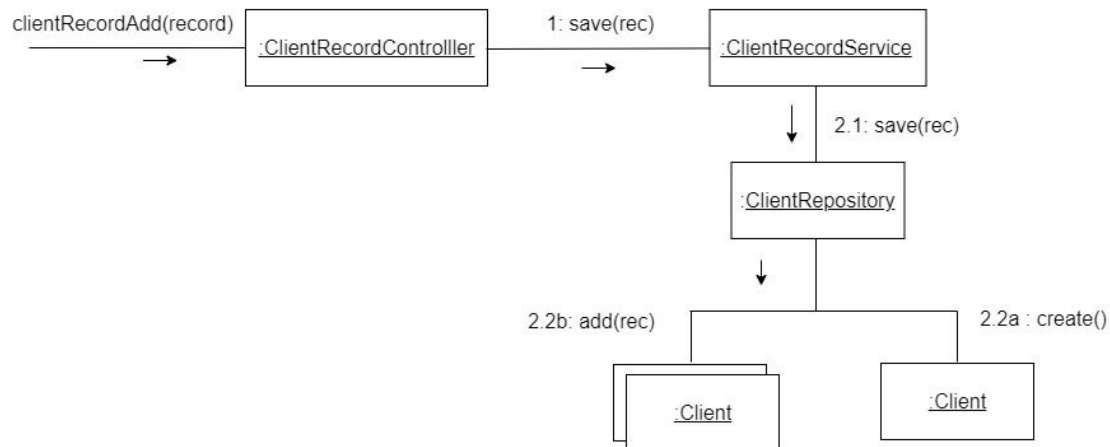 clientRecordAdd(record)
:ClientRecordControlller
1: save(rec)
:ClientRecordService
2.1: save(rec)
:ClientRepository
2.2b: add(rec)
2.2a : create()
:Client
:Client